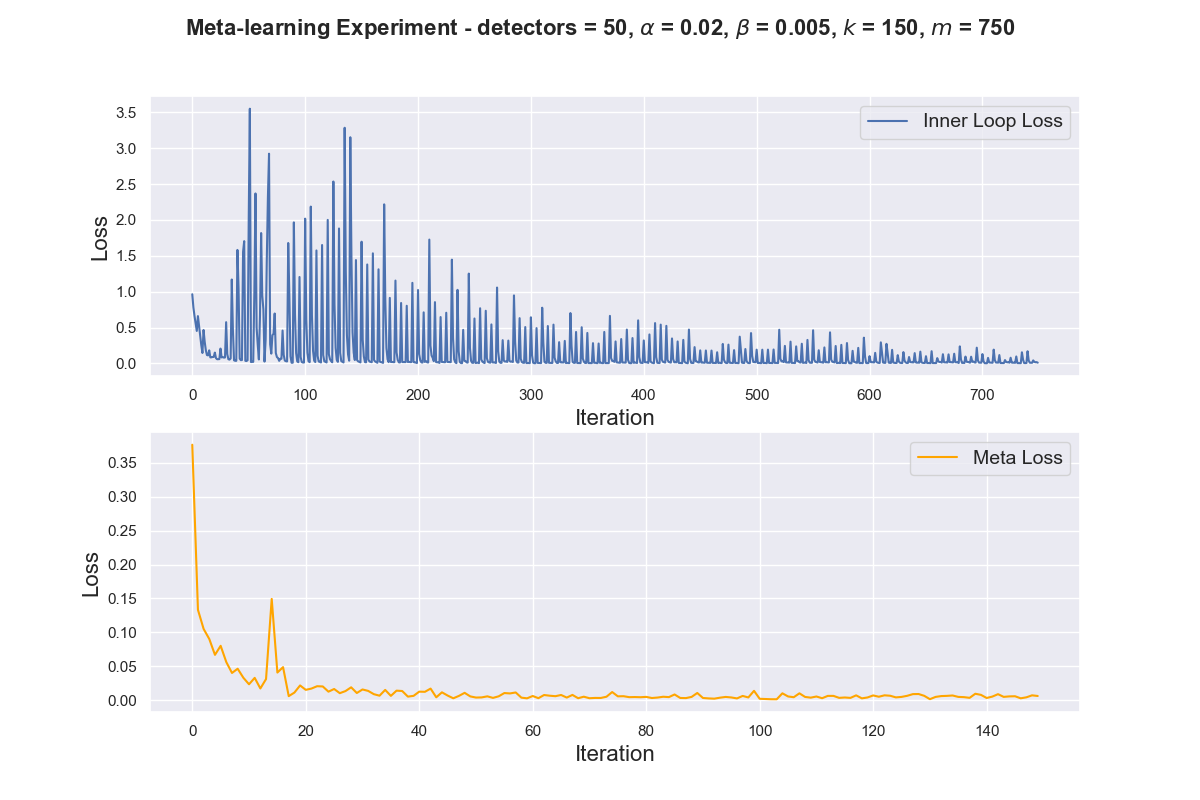 Meta-learning Experiment - detectors = 50, α = 0.02, β = 0.005, k = 150, m = 750
3.5
3.0
2.5
2.0
1.5
1.0
0.5
0.0
Loss
Inner Loop Loss
0 100 200 300 400 500 600 700
Iteration
0.35
0.30
0.25
0.20
0.15
0.10
0.05
0.00
Loss
Meta Loss
0 20 40 60 80 100 120 140
Iteration